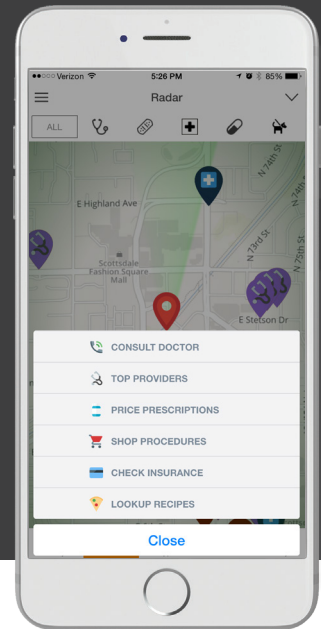 Verizon 5:26 PM 85%
Radar
ALL
N 74th St
E Highland Ave
N 74th
N 73rd St
N 75th St
Scottsdale
Fashion Square
Mall
E Stetson Dr
CONSULT DOCTOR
TOP PROVIDERS
PRICE PRESCRIPTIONS
SHOP PROCEDURES
CHECK INSURANCE
LOOKUP RECIPES
Close